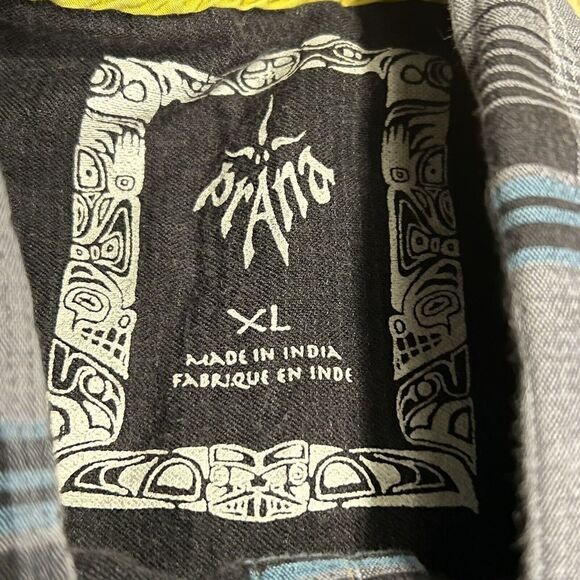 prAna
XL
MADE IN INDIA
FABRIQUE EN INDE